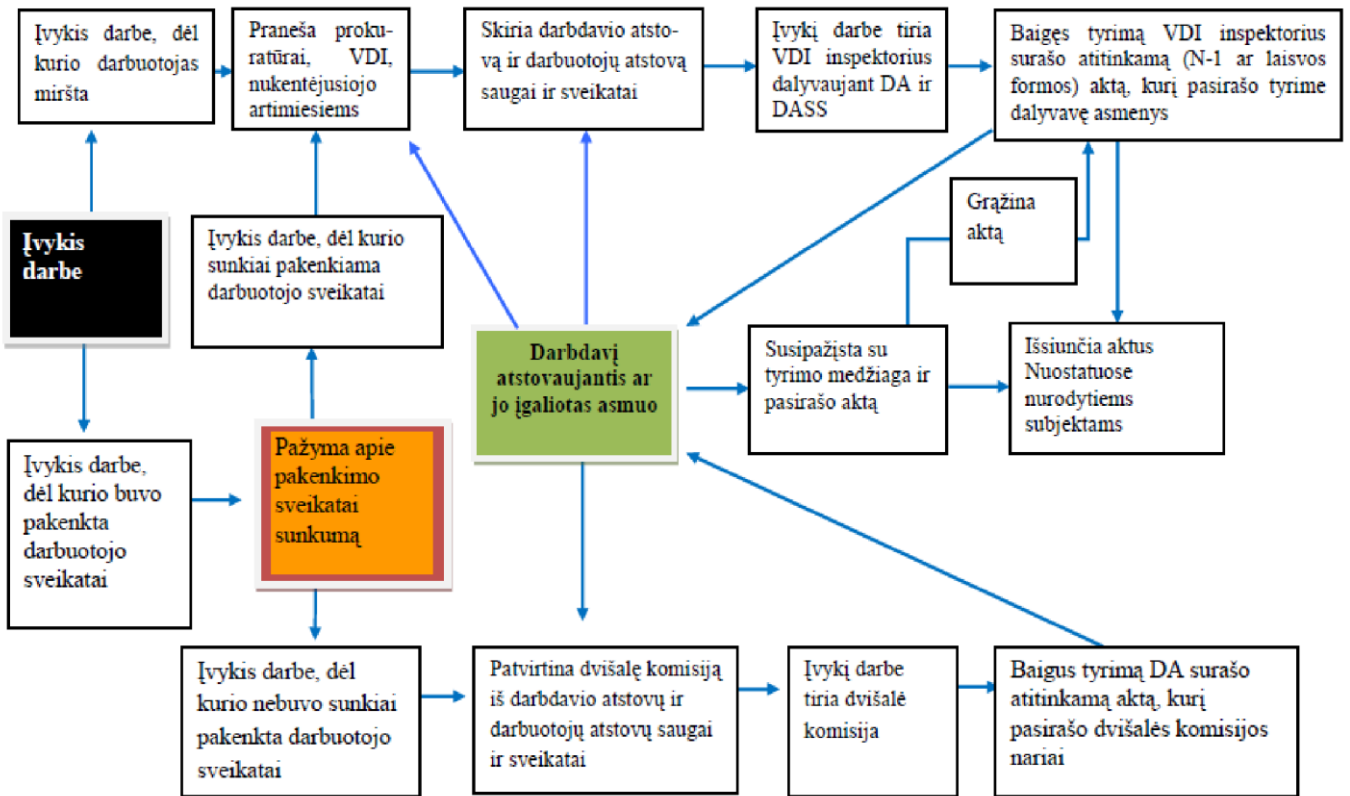 Įvykis darbe, dėl
kurio darbuotojas
miršta
Praneša proku-
ratūrai, VDI,
nukentėjusiojo
artimiesiems
Skiria darbdavio atsto-
vą ir darbuotojų atstovą
saugai ir sveikatai
Įvykį darbe tiria
VDI inspektorius
dalyvaujant DA ir
DASS
Baigęs tyrimą VDI inspektorius
surašo atitinkamą (N-1 ar laisvos
formos) aktą, kurį pasirašo tyrime
dalyvavę asmenys
Grąžina
aktą
Įvykis
darbe
Įvykis darbe, dėl kurio
sunkiai pakenkiama
darbuotojo sveikatai
Darbdavį
atstovaujantis ar
jo įgaliotas asmuo
Susipažįsta su
tyrimo medžiaga ir
pasirašo aktą
Išsiunčia aktus
Nuostatuose
nurodytiems
subjektams
Įvykis darbe,
dėl kurio buvo
pakenkta
darbuotojo
sveikatai
Pažyma apie
pakenkimo
sveikatai
sunkumą
Įvykis darbe, dėl
kurio nebuvo sunkiai
pakenkta darbuotojo
sveikatai
Patvirtina dvišalę komisiją
iš darbdavio atstovų ir
darbuotojų atstovų saugai
ir sveikatai
Įvykį darbe
tiria dvišalė
komisija
Baigus tyrimą DA surašo
atitinkamą aktą, kurį
pasirašo dvišalės komisijos
nariai